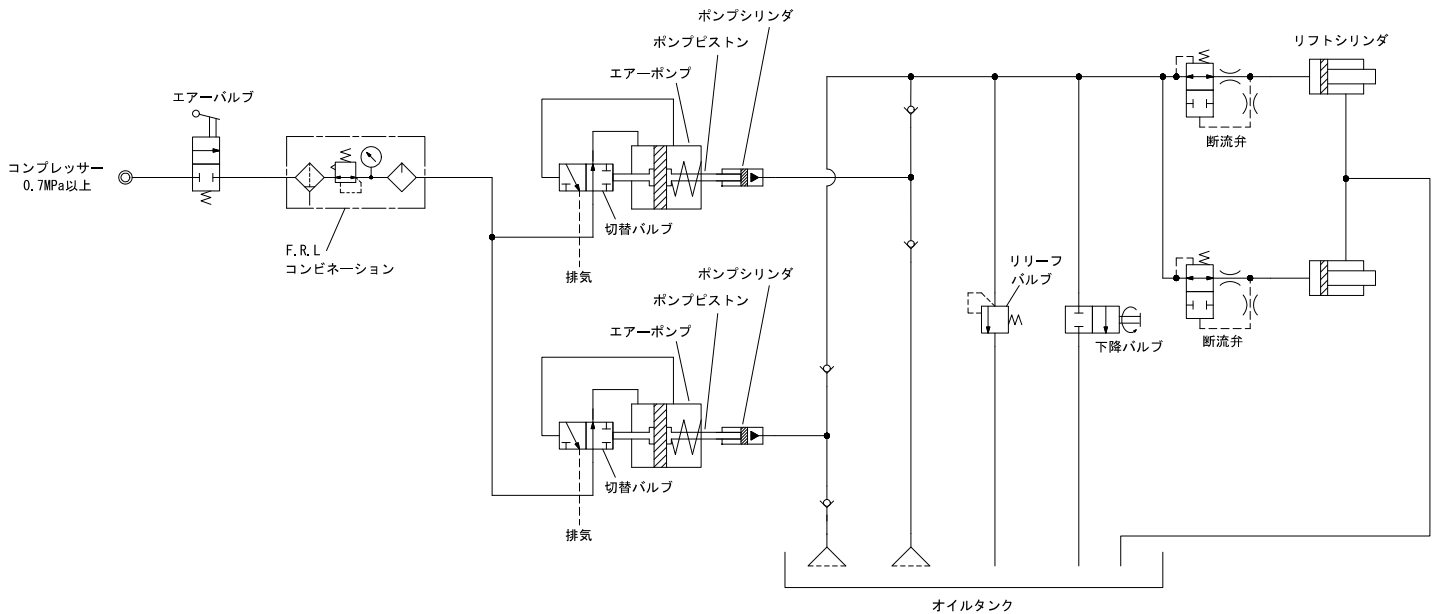 ポンプシリンダ
ポンプピストン
エアーポンプ
リフトシリンダ
エアーバルブ
コンプレッサー
0.7MPa以上
断流弁
切替バルブ
F.R.L
コンビネーション
排気
ポンプシリンダ
ポンプピストン
エアーポンプ
リリーフ
バルブ
下降バルブ
断流弁
切替バルブ
排気
オイルタンク